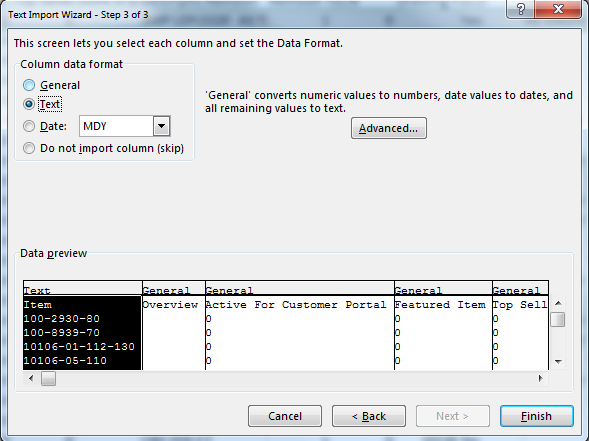 Text Import Wizard - Step 3 of 3
This screen lets you select each column and set the Data Format.
Column data format
General
Text
Date: MDY
Do not import column (skip)
'General' converts numeric values to numbers, date values to dates, and
all remaining values to text.
Advanced...
Data preview
Text General General General General
Item Overview Active For Customer Portal Featured Item Top Sell
100-2930-80 0 0 0
100-8939-70 0 0 0
10106-01-112-130 0 0 0
10106-05-110 0 0 0
Cancel < Back Next > Finish